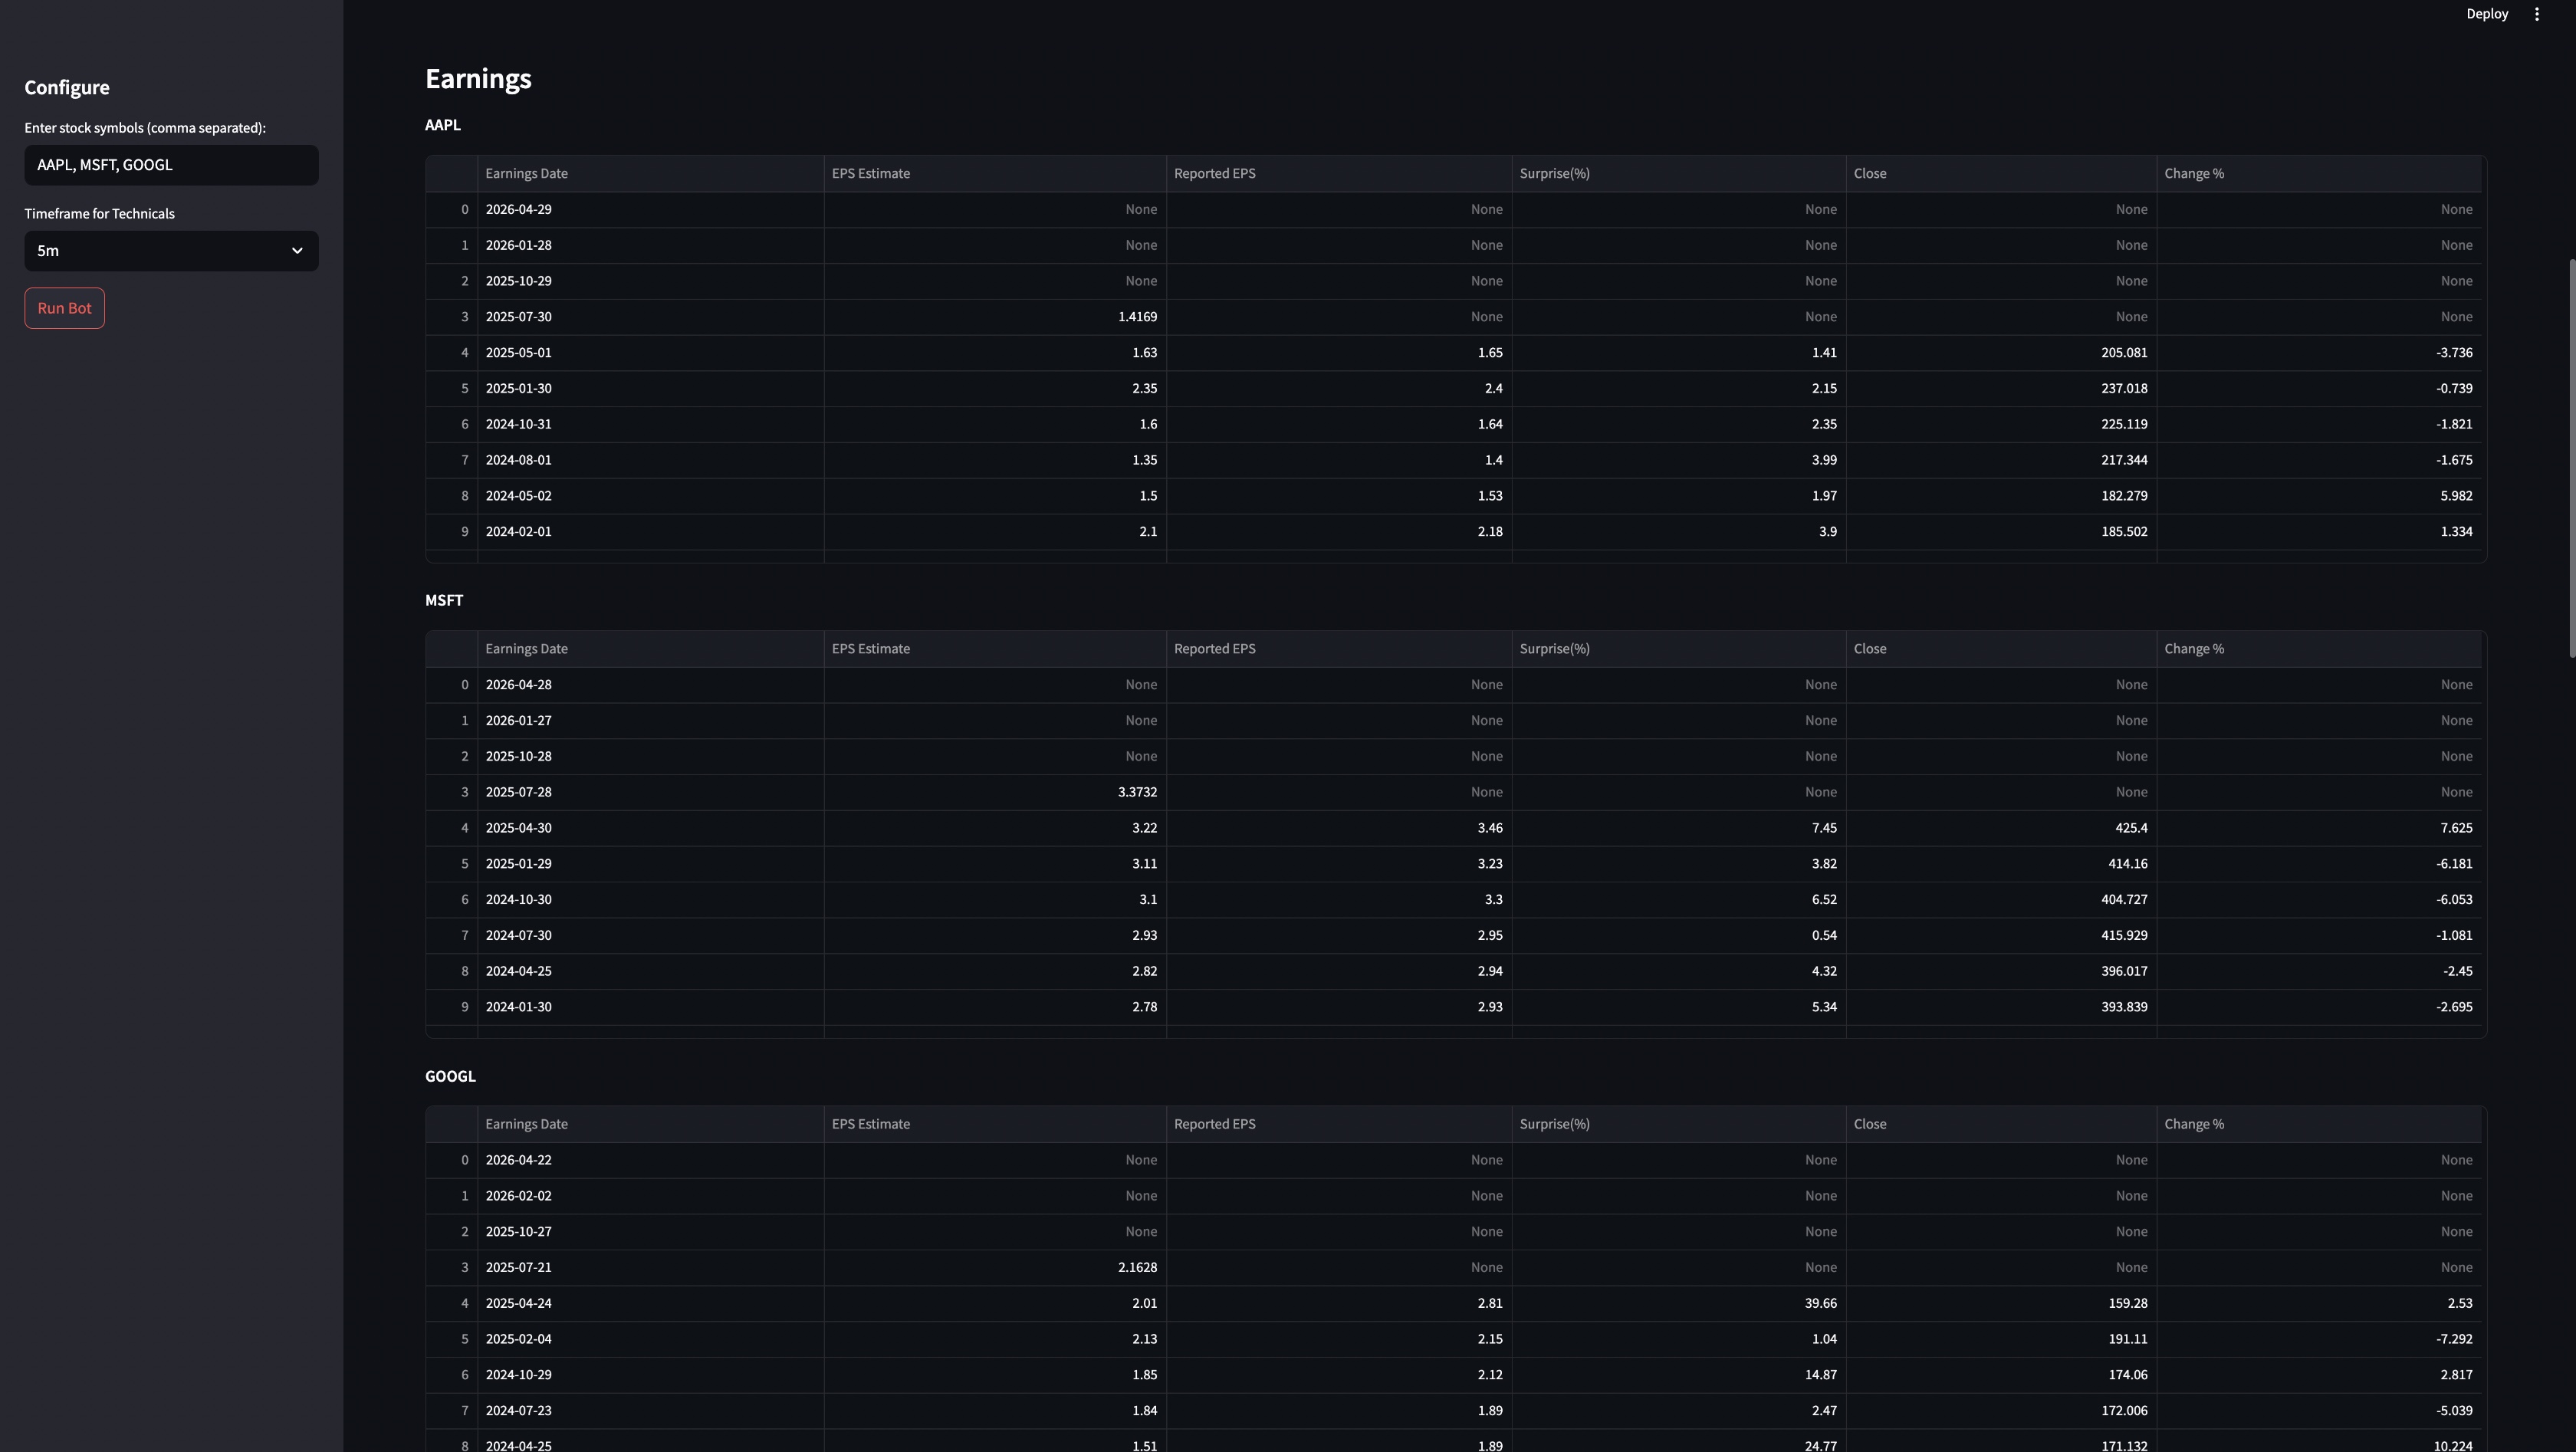 Deploy
Configure
Enter stock symbols (comma separated):
AAPL, MSFT, GOOGL
Timeframe for Technicals
5m
Run Bot
Earnings
AAPL
Earnings Date EPS Estimate Reported EPS Surprise(%) Close Change %
0 2026-04-29 None None None None None
1 2026-01-28 None None None None None
2 2025-10-29 None None None None None
3 2025-07-30 1.4169 None None None None
4 2025-05-01 1.63 1.65 1.41 205.081 -3.736
5 2025-01-30 2.35 2.4 2.15 237.018 -0.739
6 2024-10-31 1.6 1.64 2.35 225.119 -1.821
7 2024-08-01 1.35 1.4 3.99 217.344 -1.675
8 2024-05-02 1.5 1.53 1.97 182.279 5.982
9 2024-02-01 2.1 2.18 3.9 185.502 1.334
MSFT
Earnings Date EPS Estimate Reported EPS Surprise(%) Close Change %
0 2026-04-28 None None None None None
1 2026-01-27 None None None None None
2 2025-10-28 None None None None None
3 2025-07-28 3.3732 None None None None
4 2025-04-30 3.22 3.46 7.45 425.4 7.625
5 2025-01-29 3.11 3.23 3.82 414.16 -6.181
6 2024-10-30 3.1 3.3 6.52 404.727 -6.053
7 2024-07-30 2.93 2.95 0.54 415.929 -1.081
8 2024-04-25 2.82 2.94 4.32 396.017 -2.45
9 2024-01-30 2.78 2.93 5.34 393.839 -2.695
GOOGL
Earnings Date EPS Estimate Reported EPS Surprise(%) Close Change %
0 2026-04-22 None None None None None
1 2026-02-02 None None None None None
2 2025-10-27 None None None None None
3 2025-07-21 2.1628 None None None None
4 2025-04-24 2.01 2.81 39.66 159.28 2.53
5 2025-02-04 2.13 2.15 1.04 191.11 -7.292
6 2024-10-29 1.85 2.12 14.87 174.06 2.817
7 2024-07-23 1.84 1.89 2.47 172.006 -5.039
8 2024-04-25 1.51 1.89 24.77 171.132 10.224